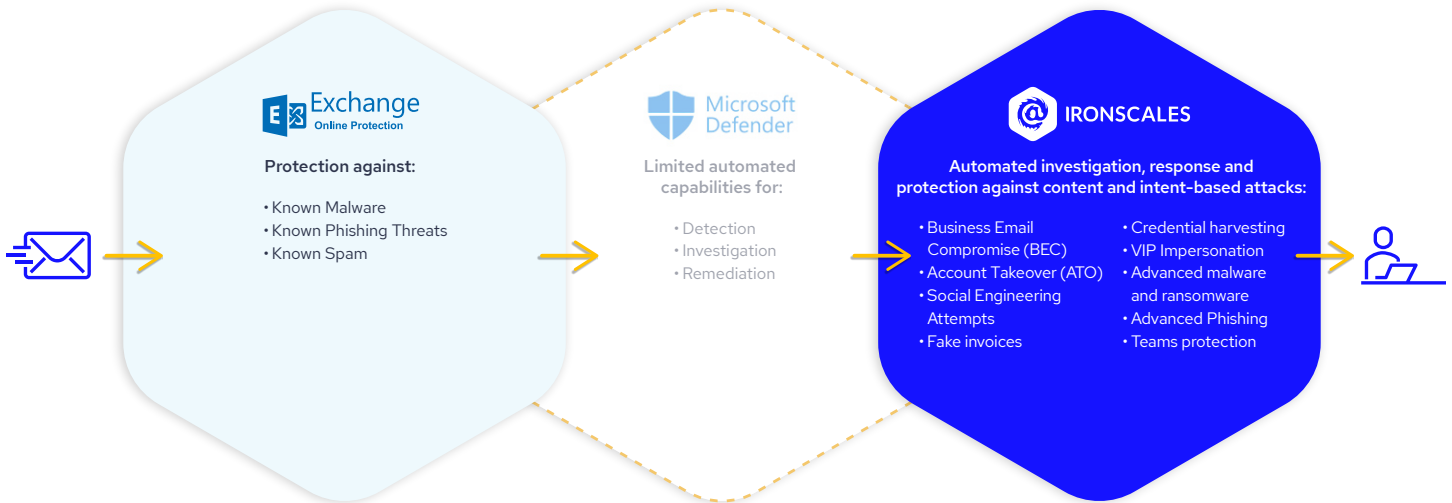 Exchange
Online Protection
Protection against:
• Known Malware
• Known Phishing Threats
• Known Spam
Microsoft
Defender
Limited automated
capabilities for:
• Detection
• Investigation
• Remediation
IRONSCALES
Automated investigation, response and
protection against content and intent-based attacks:
• Business Email
Compromise (BEC)
• Account Takeover (ATO)
• Social Engineering
Attempts
• Fake invoices
• Credential harvesting
• VIP Impersonation
• Advanced malware
and ransomware
• Advanced Phishing
• Teams protection